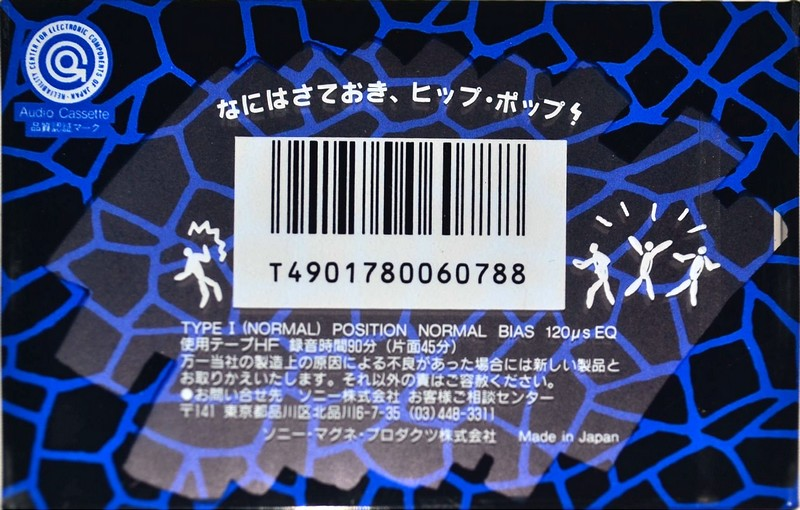 RELIABILITY CENTER FOR ELECTRONIC COMPONENTS OF JAPAN
Audio Cassette
品質認証マーク
なにはさておき、ヒップ・ポップ
T4901780060788
TYPE I (NORMAL) POSITION NORMAL BIAS 120μs EQ
使用テープHF 録音時間90分（片面45分）
万一当社の製造上の原因による不良があった場合には新しい製品と
お取りかえいたします。それ以外の責はご容赦ください。
●お問い合せ先 ソニー株式会社 お客様ご相談センター
〒141 東京都品川区北品川6-7-35 (03)448-3311
ソニー・マグネ・プロダクツ株式会社 Made in Japan